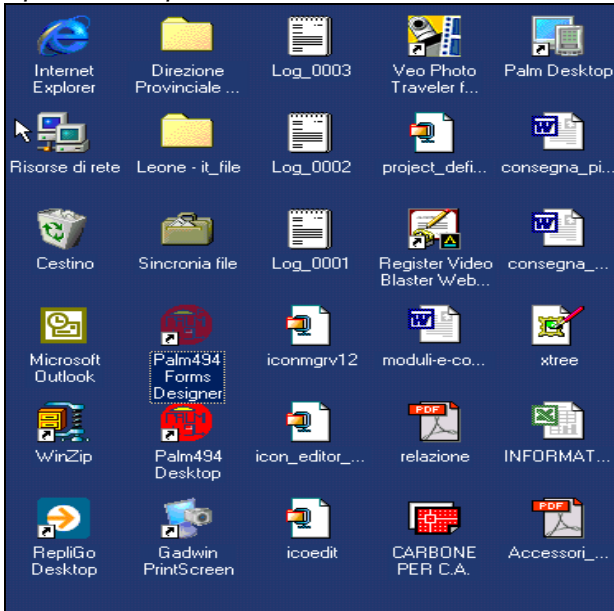 Internet Explorer
Direzione Provinciale ...
Log_0003
Veo Photo Traveler f...
Palm Desktop
Risorse di rete
Leone - it_file
Log_0002
project_defi...
consegna_pi...
Cestino
Sincronia file
Log_0001
Register Video Blaster Web...
consegna_...
Microsoft Outlook
Palm494 Forms Designer
iconmgrv12
moduli-e-co...
xtree
WinZip
Palm494 Desktop
icon_editor_...
PDF
relazione
INFORMAT...
RepliGo Desktop
Gadwin PrintScreen
icoedit
CARBONE PER C.A.
PDF
Accessori_...